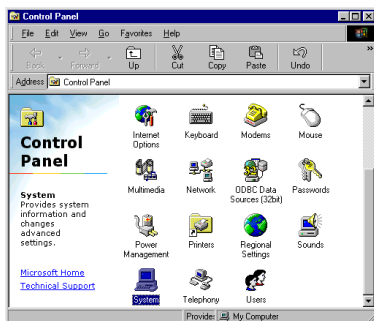 Control Panel
File Edit View Go Favorites Help
Back Forward Up Cut Copy Paste Undo »
Address Control Panel
Control
Panel
System
Provides system
information and
changes
advanced
settings.
Microsoft Home
Technical Support
Internet
Options
Keyboard
Modems
Mouse
Multimedia
Network
ODBC Data
Sources (32bit)
Passwords
Power
Management
Printers
Regional
Settings
Sounds
System
Telephony
Users
Provide: My Computer